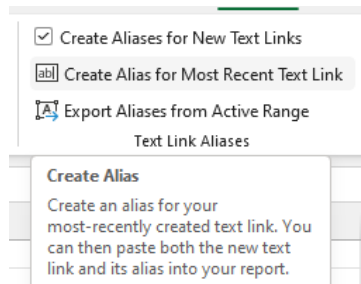 Create Aliases for New Text Links
ab| Create Alias for Most Recent Text Link
A Export Aliases from Active Range
Text Link Aliases
Create Alias
Create an alias for your
most-recently created text link. You
can then paste both the new text
link and its alias into your report.